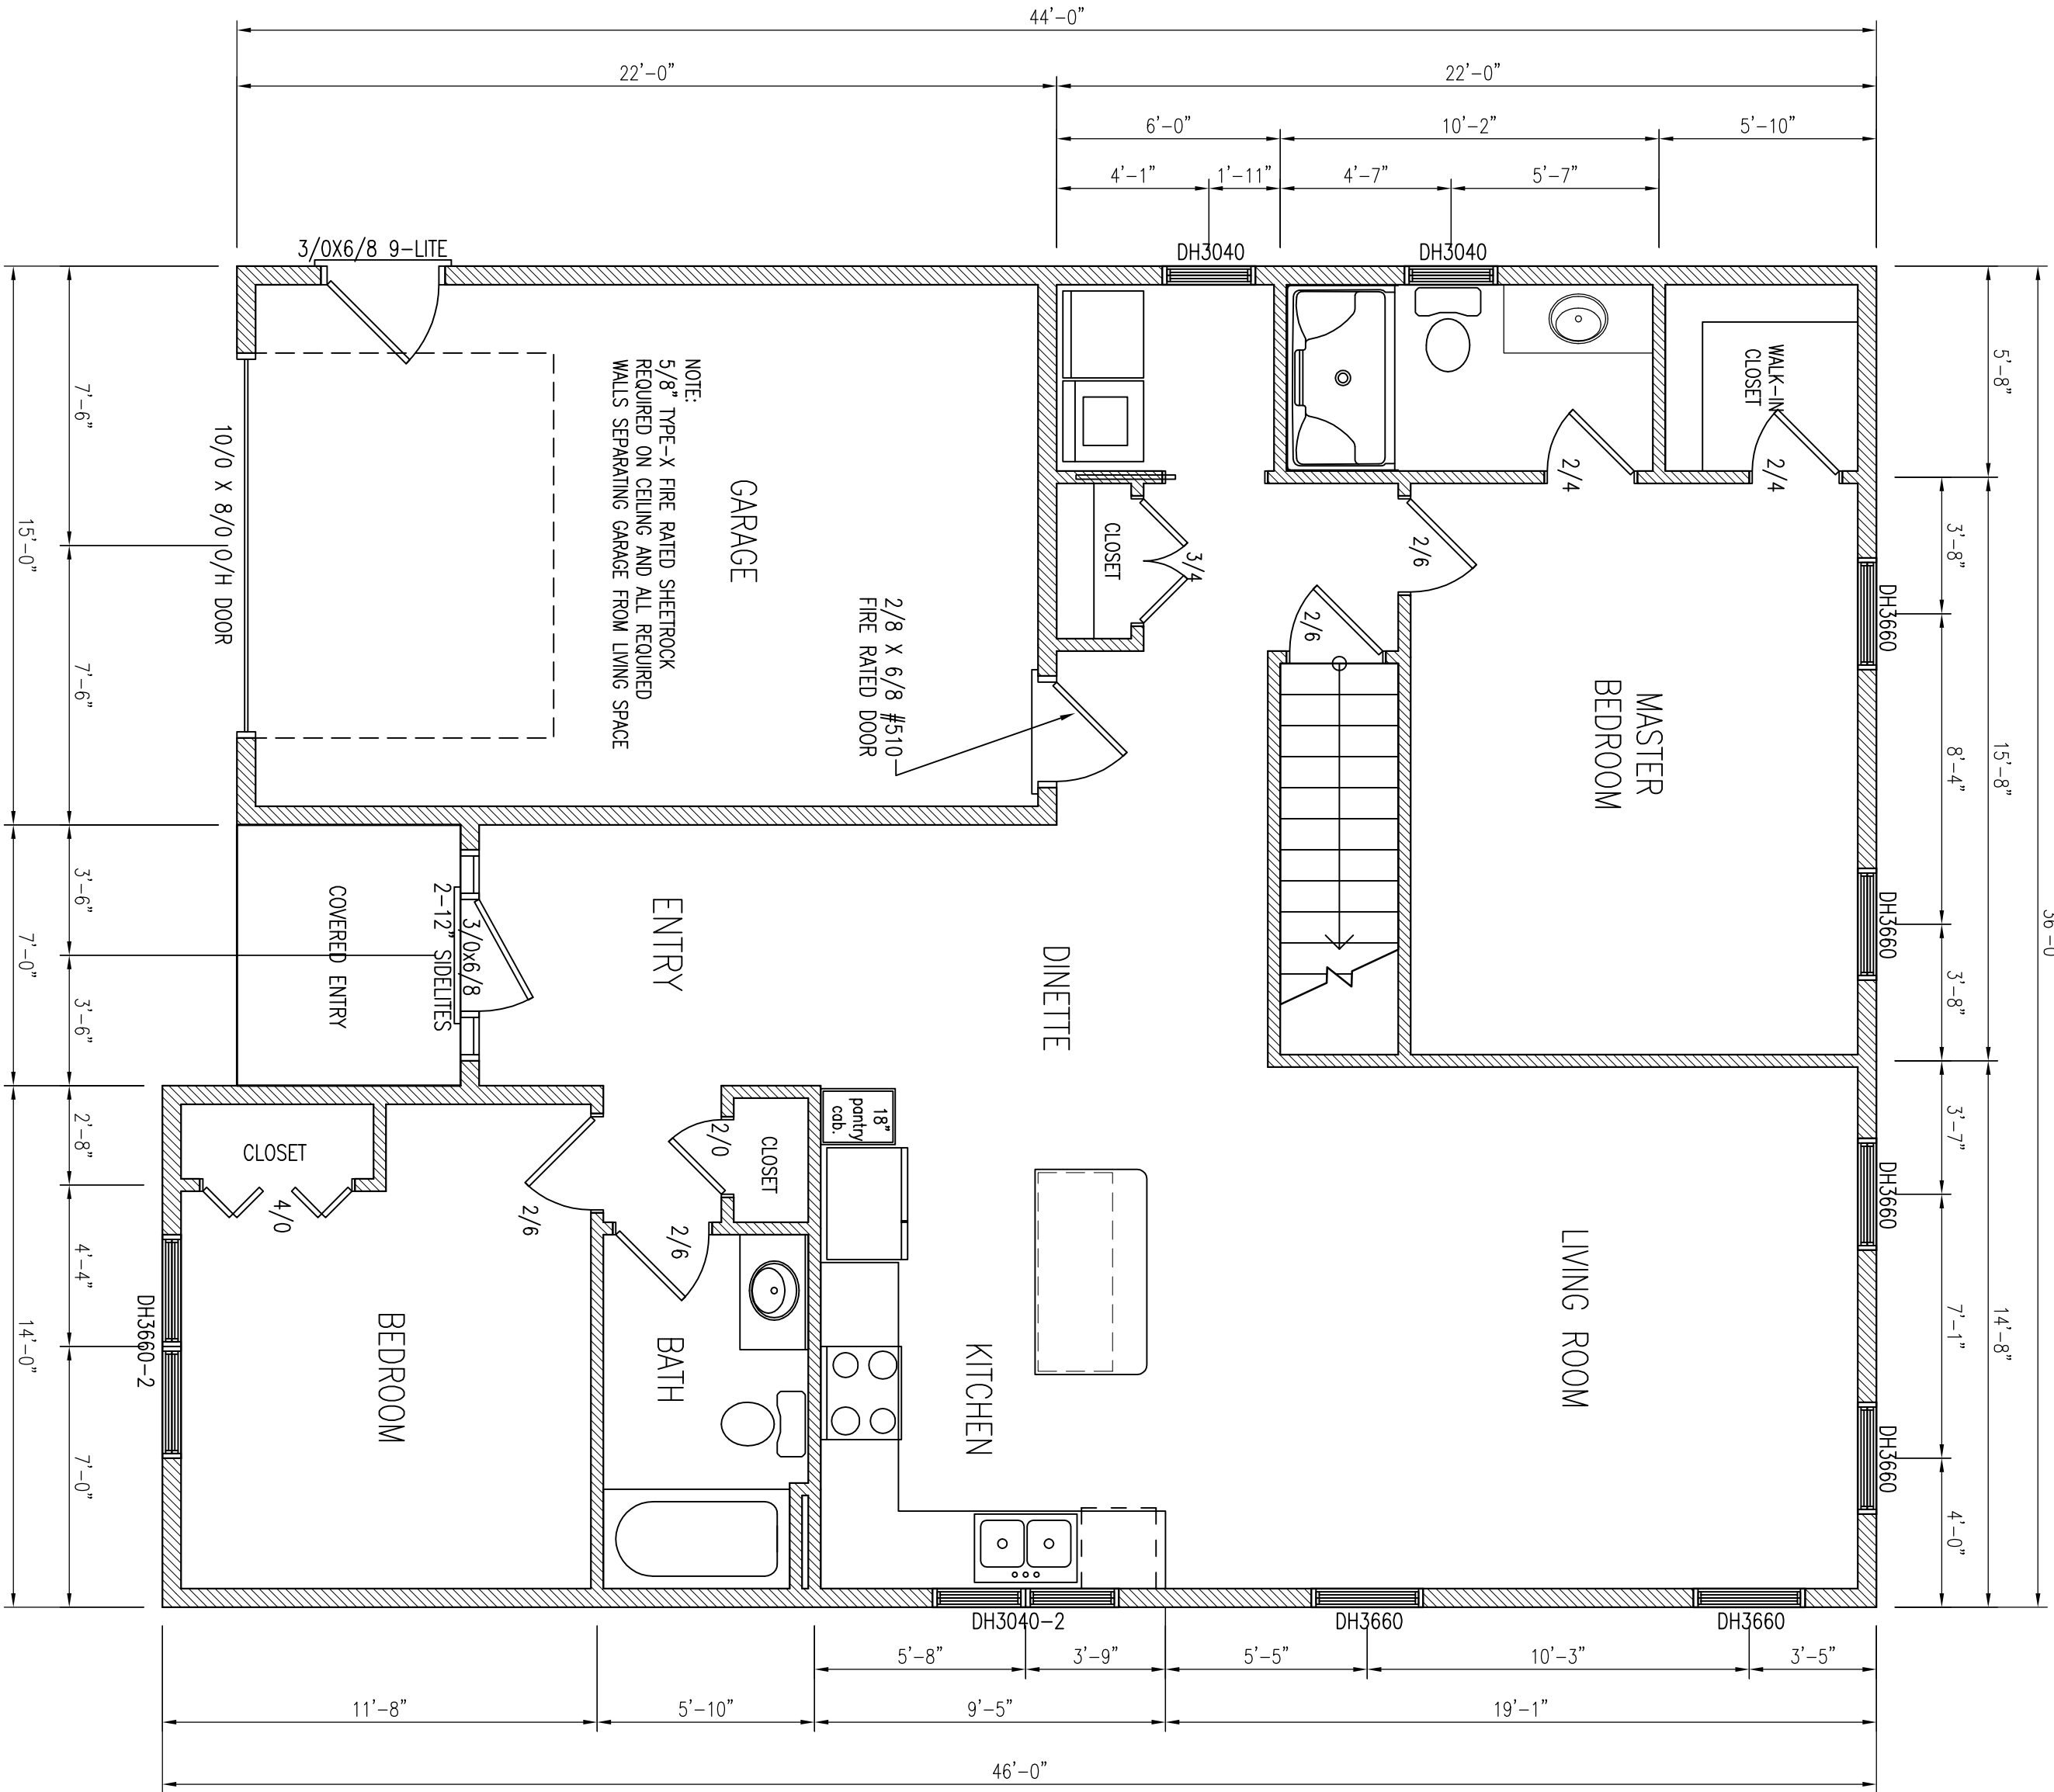 44'-0"
22'-0"
22'-0"
6'-0"
10'-2"
5'-10"
4'-1"
1'-11"
4'-7"
5'-7"
3/0X6/8 9-LITE
DH3040
DH3040
36'-0"
5'-8"
15'-8"
14'-8"
3'-8"
8'-4"
3'-8"
3'-7"
7'-1"
4'-0"
DH3660
DH3660
DH3660
DH3660
WALK-IN
CLOSET
2/4
2/4
MASTER
BEDROOM
2/6
2/6
3/4
CLOSET
NOTE:
5/8" TYPE-X FIRE RATED SHEETROCK
REQUIRED ON CEILING AND ALL REQUIRED
WALLS SEPARATING GARAGE FROM LIVING SPACE
GARAGE
2/8 X 6/8 #510
FIRE RATED DOOR
10/0 X 8/0 O/H DOOR
7'-6"
7'-6"
3'-6"
3'-6"
2'-8"
4'-4"
7'-0"
15'-0"
7'-0"
14'-0"
COVERED ENTRY
3/0x6/8
2-12" SIDELITES
ENTRY
DINETTE
LIVING ROOM
KITCHEN
18"
pantry
cab.
CLOSET
2/0
2/6
2/6
BATH
CLOSET
4/0
BEDROOM
DH3660-2
DH3040-2
DH3660
DH3660
5'-8"
3'-9"
5'-5"
10'-3"
3'-5"
11'-8"
5'-10"
9'-5"
19'-1"
46'-0"